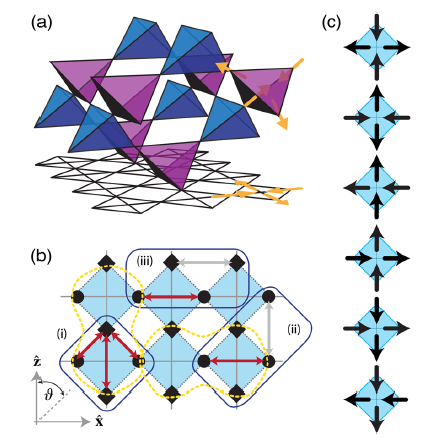 (a)
(c)
(b)
(iii)
(i)
(ii)
ẑ
ϑ
x̂